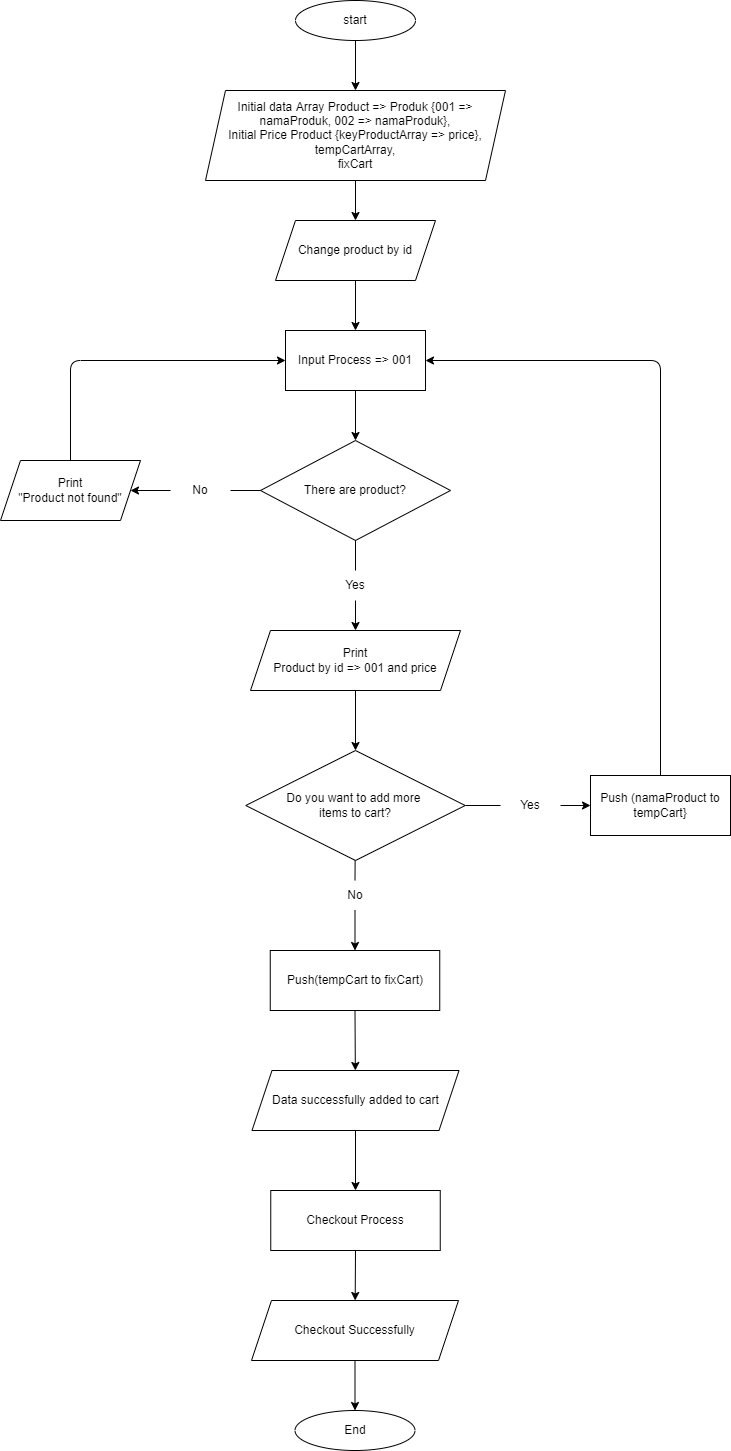 start
Initial data Array Product => Produk {001 =>
namaProduk, 002 => namaProduk},
Initial Price Product {keyProductArray => price},
tempCartArray,
fixCart
Change product by id
Input Process => 001
There are product?
No
Print
"Product not found"
Yes
Print
Product by id => 001 and price
Do you want to add more
items to cart?
Yes
Push (namaProduct to
tempCart}
No
Push(tempCart to fixCart)
Data successfully added to cart
Checkout Process
Checkout Successfully
End